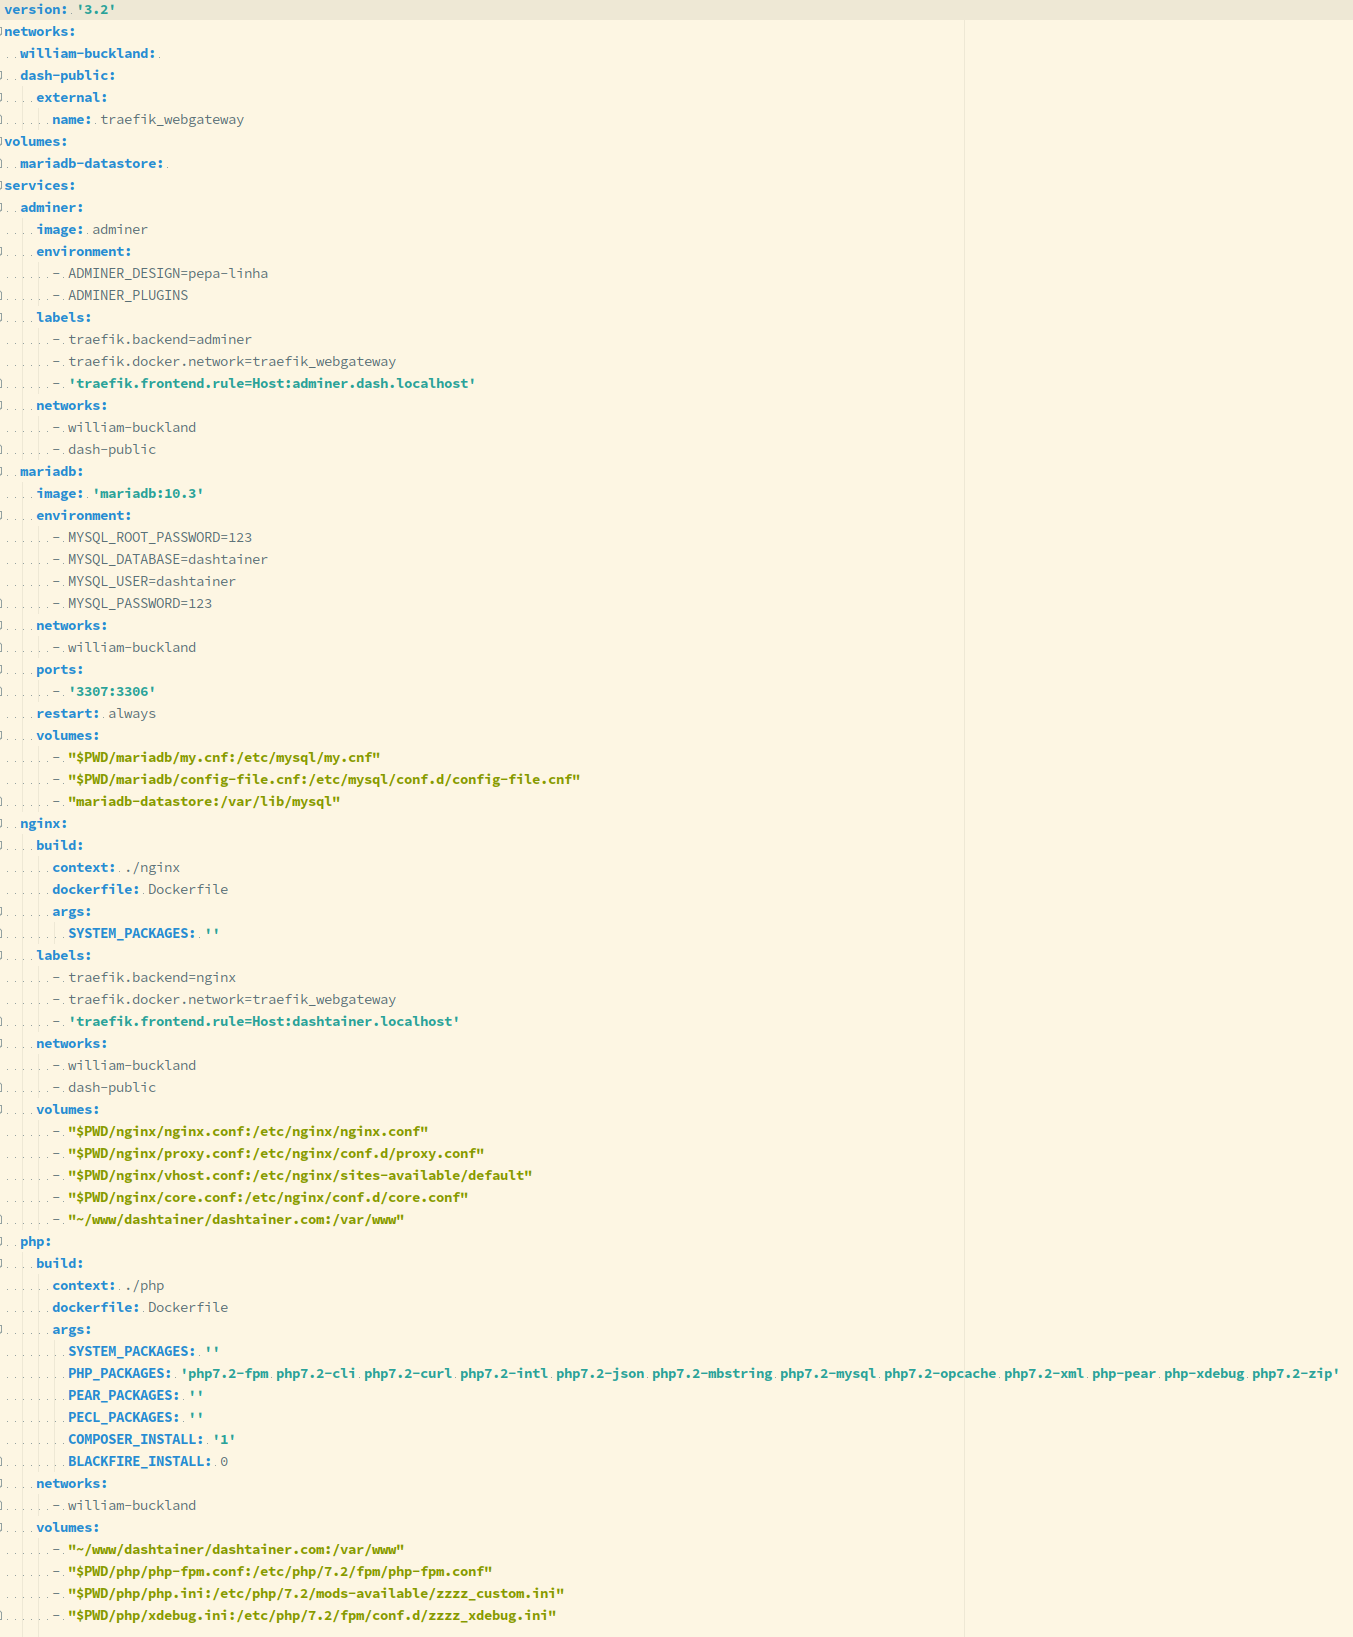 version: '3.2'
networks:
  william-buckland:
  dash-public:
    external:
      name: traefik_webgateway
volumes:
  mariadb-datastore:
services:
  adminer:
    image: adminer
    environment:
      - ADMINER_DESIGN=pepa-linha
      - ADMINER_PLUGINS
    labels:
      - traefik.backend=adminer
      - traefik.docker.network=traefik_webgateway
      - 'traefik.frontend.rule=Host:adminer.dash.localhost'
    networks:
      - william-buckland
      - dash-public
  mariadb:
    image: 'mariadb:10.3'
    environment:
      - MYSQL_ROOT_PASSWORD=123
      - MYSQL_DATABASE=dashtainer
      - MYSQL_USER=dashtainer
      - MYSQL_PASSWORD=123
    networks:
      - william-buckland
    ports:
      - '3307:3306'
    restart: always
    volumes:
      - "$PWD/mariadb/my.cnf:/etc/mysql/my.cnf"
      - "$PWD/mariadb/config-file.cnf:/etc/mysql/conf.d/config-file.cnf"
      - "mariadb-datastore:/var/lib/mysql"
  nginx:
    build:
      context: ./nginx
      dockerfile: Dockerfile
      args:
        SYSTEM_PACKAGES: ''
    labels:
      - traefik.backend=nginx
      - traefik.docker.network=traefik_webgateway
      - 'traefik.frontend.rule=Host:dashtainer.localhost'
    networks:
      - william-buckland
      - dash-public
    volumes:
      - "$PWD/nginx/nginx.conf:/etc/nginx/nginx.conf"
      - "$PWD/nginx/proxy.conf:/etc/nginx/conf.d/proxy.conf"
      - "$PWD/nginx/vhost.conf:/etc/nginx/sites-available/default"
      - "$PWD/nginx/core.conf:/etc/nginx/conf.d/core.conf"
      - "~/www/dashtainer/dashtainer.com:/var/www"
  php:
    build:
      context: ./php
      dockerfile: Dockerfile
      args:
        SYSTEM_PACKAGES: ''
        PHP_PACKAGES: 'php7.2-fpm php7.2-cli php7.2-curl php7.2-intl php7.2-json php7.2-mbstring php7.2-mysql php7.2-opcache php7.2-xml php-pear php-xdebug php7.2-zip'
        PEAR_PACKAGES: ''
        PECL_PACKAGES: ''
        COMPOSER_INSTALL: '1'
        BLACKFIRE_INSTALL: 0
    networks:
      - william-buckland
    volumes:
      - "~/www/dashtainer/dashtainer.com:/var/www"
      - "$PWD/php/php-fpm.conf:/etc/php/7.2/fpm/php-fpm.conf"
      - "$PWD/php/php.ini:/etc/php/7.2/mods-available/zzzz_custom.ini"
      - "$PWD/php/xdebug.ini:/etc/php/7.2/fpm/conf.d/zzzz_xdebug.ini"